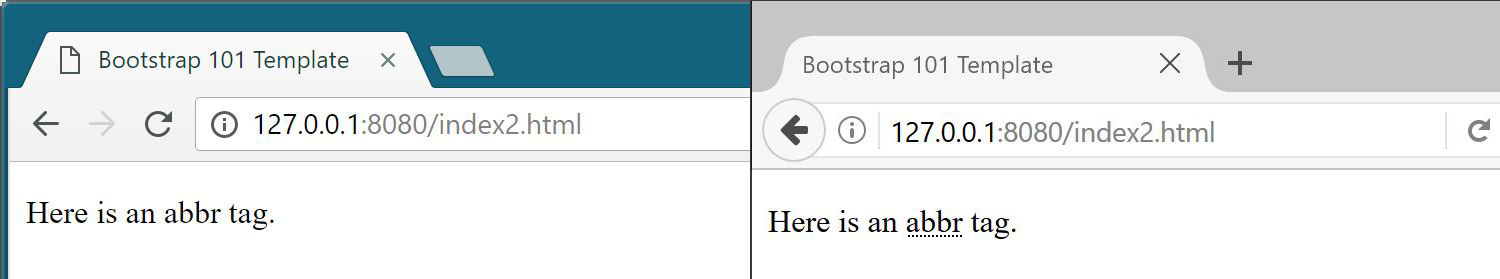 Bootstrap 101 Template
127.0.0.1:8080/index2.html
Here is an abbr tag.
Bootstrap 101 Template
127.0.0.1:8080/index2.html
Here is an abbr tag.